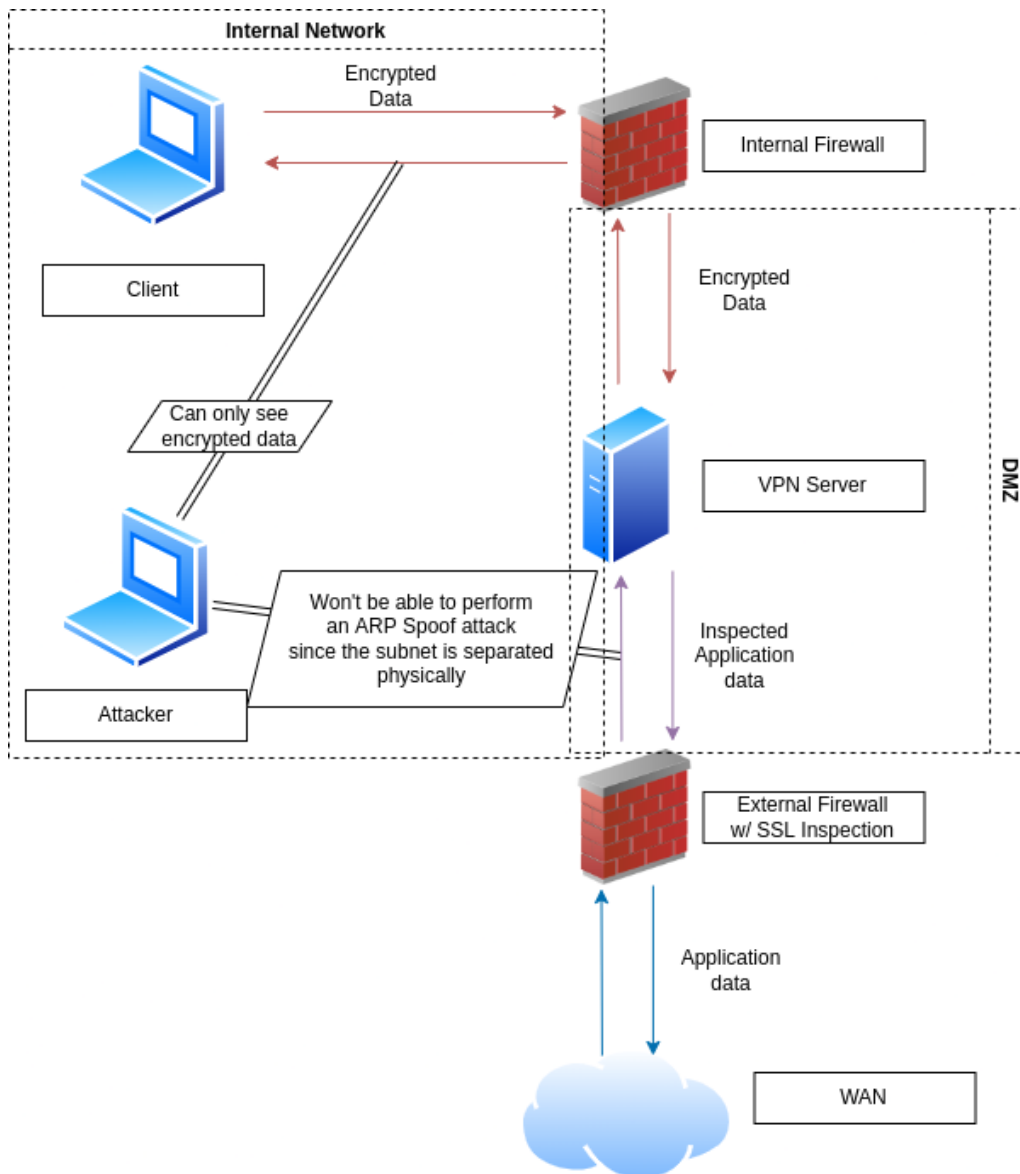 Internal Network
Encrypted
Data
Internal Firewall
Client
Encrypted
Data
Can only see
encrypted data
VPN Server
DMZ
Won't be able to perform
an ARP Spoof attack
since the subnet is separated
physically
Inspected
Application
data
Attacker
External Firewall
w/ SSL Inspection
Application
data
WAN